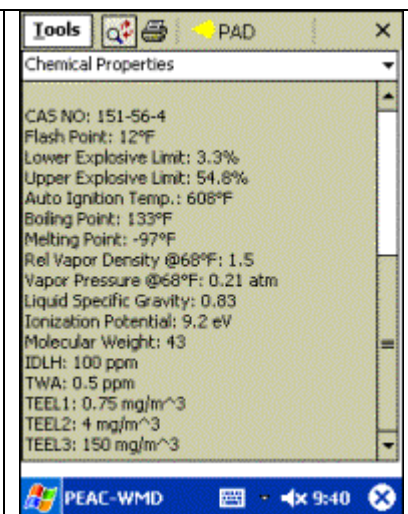 Tools PAD ×
Chemical Properties
CAS NO: 151-56-4
Flash Point: 12°F
Lower Explosive Limit: 3.3%
Upper Explosive Limit: 54.8%
Auto Ignition Temp.: 608°F
Boiling Point: 133°F
Melting Point: -97°F
Rel Vapor Density @68°F: 1.5
Vapor Pressure @68°F: 0.21 atm
Liquid Specific Gravity: 0.83
Ionization Potential: 9.2 eV
Molecular Weight: 43
IDLH: 100 ppm
TWA: 0.5 ppm
TEEL1: 0.75 mg/m^3
TEEL2: 4 mg/m^3
TEEL3: 150 mg/m^3
PEAC-WMD 9:40